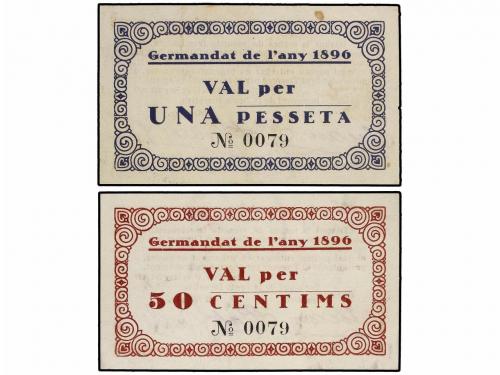 Germandat de l'any 1896
VAL per
UNA PESSETA
№ 0079
Germandat de l'any 1896
VAL per
50 CENTIMS
№ 0079